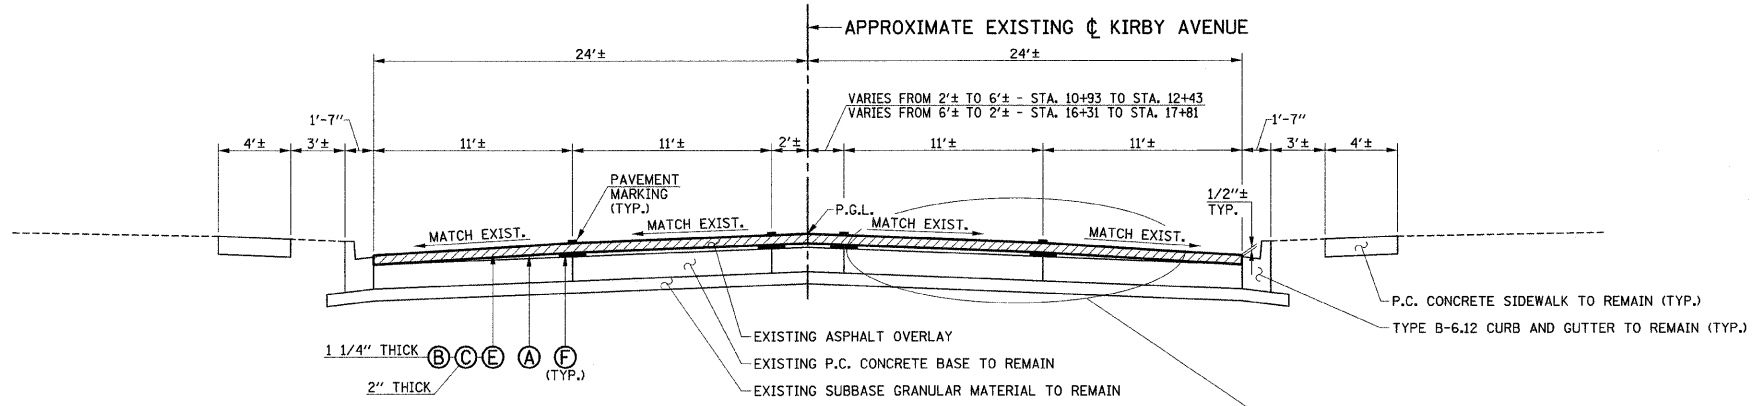 APPROXIMATE EXISTING ℄ KIRBY AVENUE
24'±
24'±
VARIES FROM 2'± TO 6'± - STA. 10+93 TO STA. 12+43
VARIES FROM 6'± TO 2'± - STA. 16+31 TO STA. 17+81
1'-7"
1'-7"
4'±
3'±
11'±
11'±
2'±
11'±
11'±
3'±
4'±
PAVEMENT
MARKING
(TYP.)
1/2"±
TYP.
P.G.L.
MATCH EXIST.
MATCH EXIST.
MATCH EXIST.
MATCH EXIST.
P.C. CONCRETE SIDEWALK TO REMAIN (TYP.)
TYPE B-6.12 CURB AND GUTTER TO REMAIN (TYP.)
EXISTING ASPHALT OVERLAY
1 1/4" THICK B C E A F
(TYP.)
EXISTING P.C. CONCRETE BASE TO REMAIN
2" THICK
EXISTING SUBBASE GRANULAR MATERIAL TO REMAIN